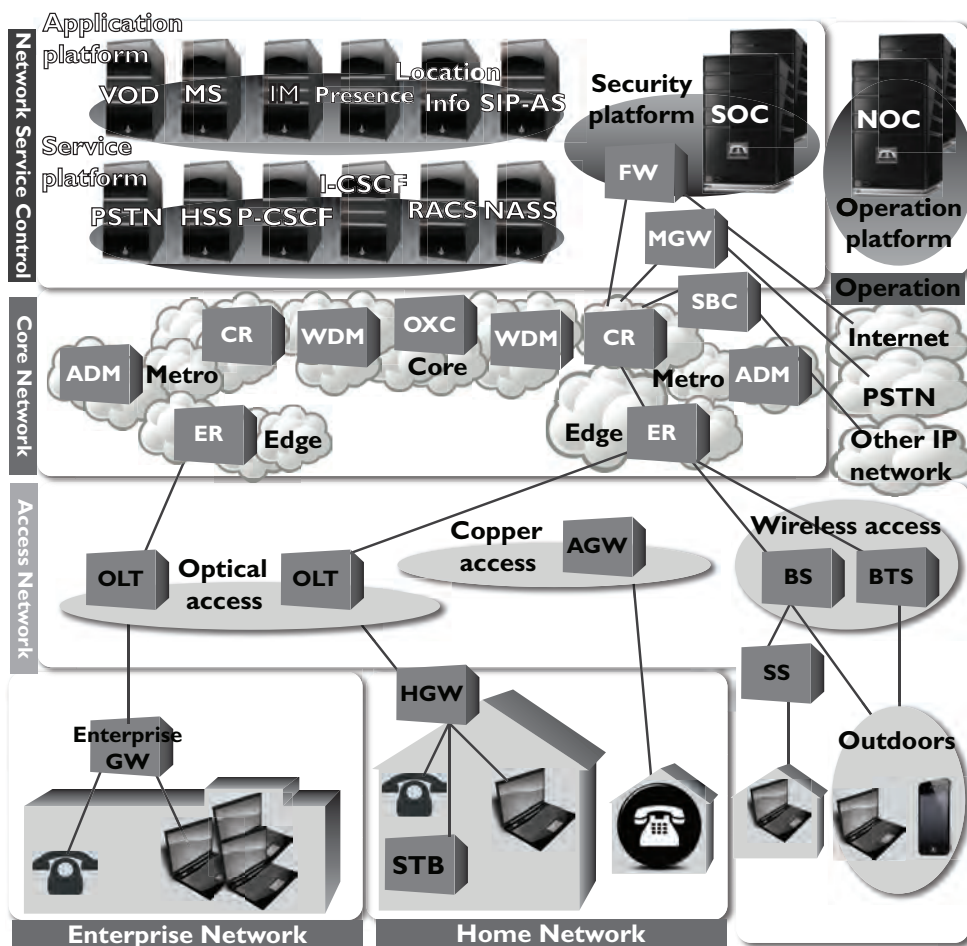 Network Service Control
Application
platform
VOD
MS
IM
Presence
Location
Info
SIP-AS
Service
platform
PSTN
HSS
P-CSCF
I-CSCF
RACS
NASS
Security
platform
SOC
FW
MGW
SBC
NOC
Operation
platform
Operation
Core Network
ADM
Metro
CR
WDM
OXC
Core
WDM
CR
Metro
ADM
ER
Edge
Edge
ER
Internet
PSTN
Other IP
network
Access Network
OLT
Optical
access
OLT
Copper
access
AGW
Wireless access
BS
BTS
SS
HGW
Enterprise
GW
STB
Outdoors
Enterprise Network
Home Network